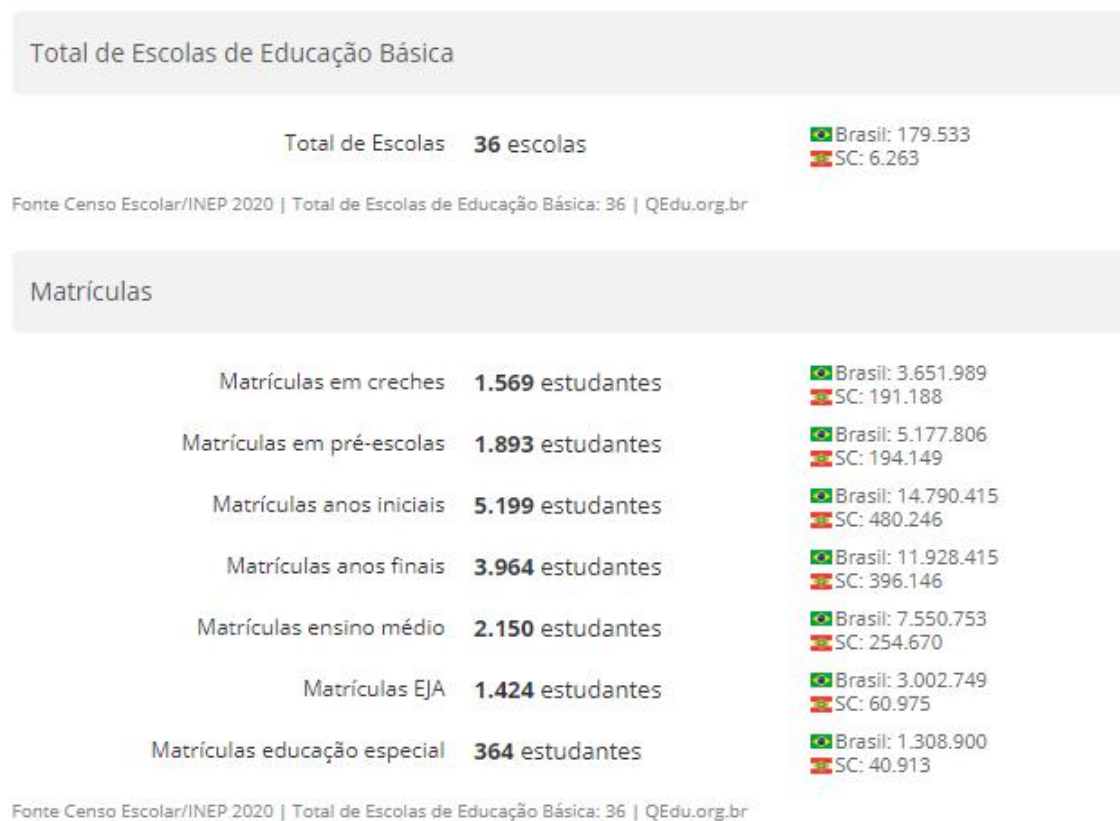 Total de Escolas de Educação Básica
Total de Escolas 36 escolas Brasil: 179.533
SC: 6.263
Fonte Censo Escolar/INEP 2020 | Total de Escolas de Educação Básica: 36 | QEdu.org.br
Matrículas
Matrículas em creches 1.569 estudantes Brasil: 3.651.989
SC: 191.188
Matrículas em pré-escolas 1.893 estudantes Brasil: 5.177.806
SC: 194.149
Matrículas anos iniciais 5.199 estudantes Brasil: 14.790.415
SC: 480.246
Matrículas anos finais 3.964 estudantes Brasil: 11.928.415
SC: 396.146
Matrículas ensino médio 2.150 estudantes Brasil: 7.550.753
SC: 254.670
Matrículas EJA 1.424 estudantes Brasil: 3.002.749
SC: 60.975
Matrículas educação especial 364 estudantes Brasil: 1.308.900
SC: 40.913
Fonte Censo Escolar/INEP 2020 | Total de Escolas de Educação Básica: 36 | QEdu.org.br